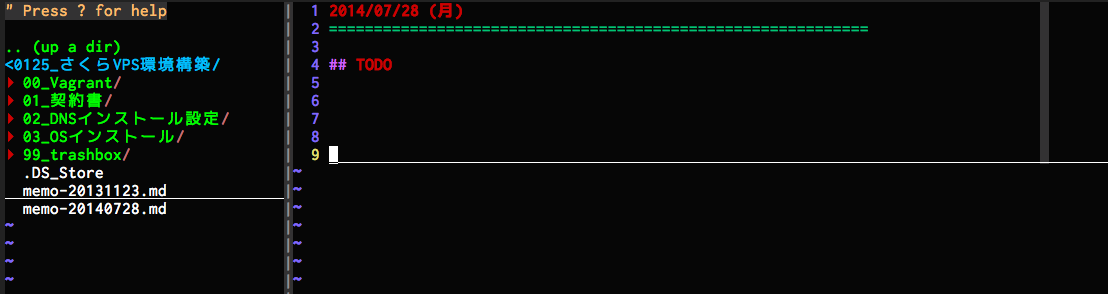 " Press ? for help
.. (up a dir)
<0125_さくらVPS環境構築/
▸ 00_Vagrant/
▸ 01_契約書/
▸ 02_DNSインストール設定/
▸ 03_OSインストール/
▸ 99_trashbox/
.DS_Store
memo-20131123.md
memo-20140728.md
~
~
~
~
1 2014/07/28 (月)
2 ============================================================
3
4 ## TODO
5
6
7
8
9
~
~
~
~
~
~
~